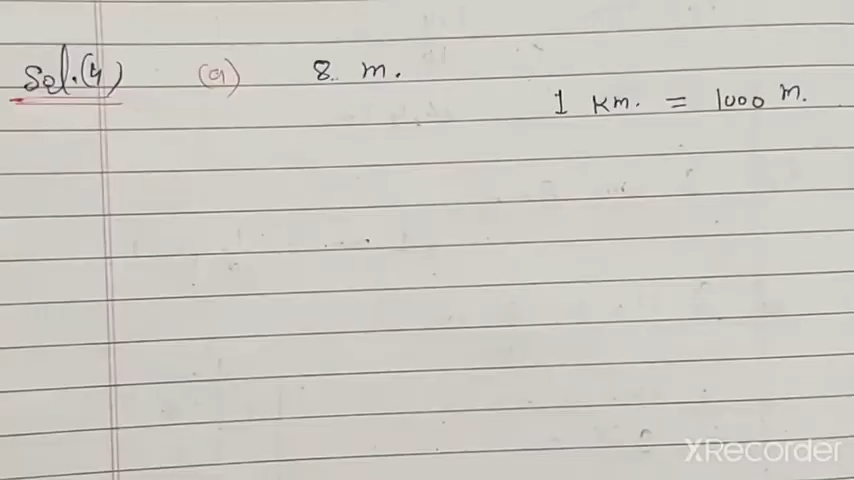 Sol.(4) (a) 8 m.
1 km. = 1000 m.
XRecorder